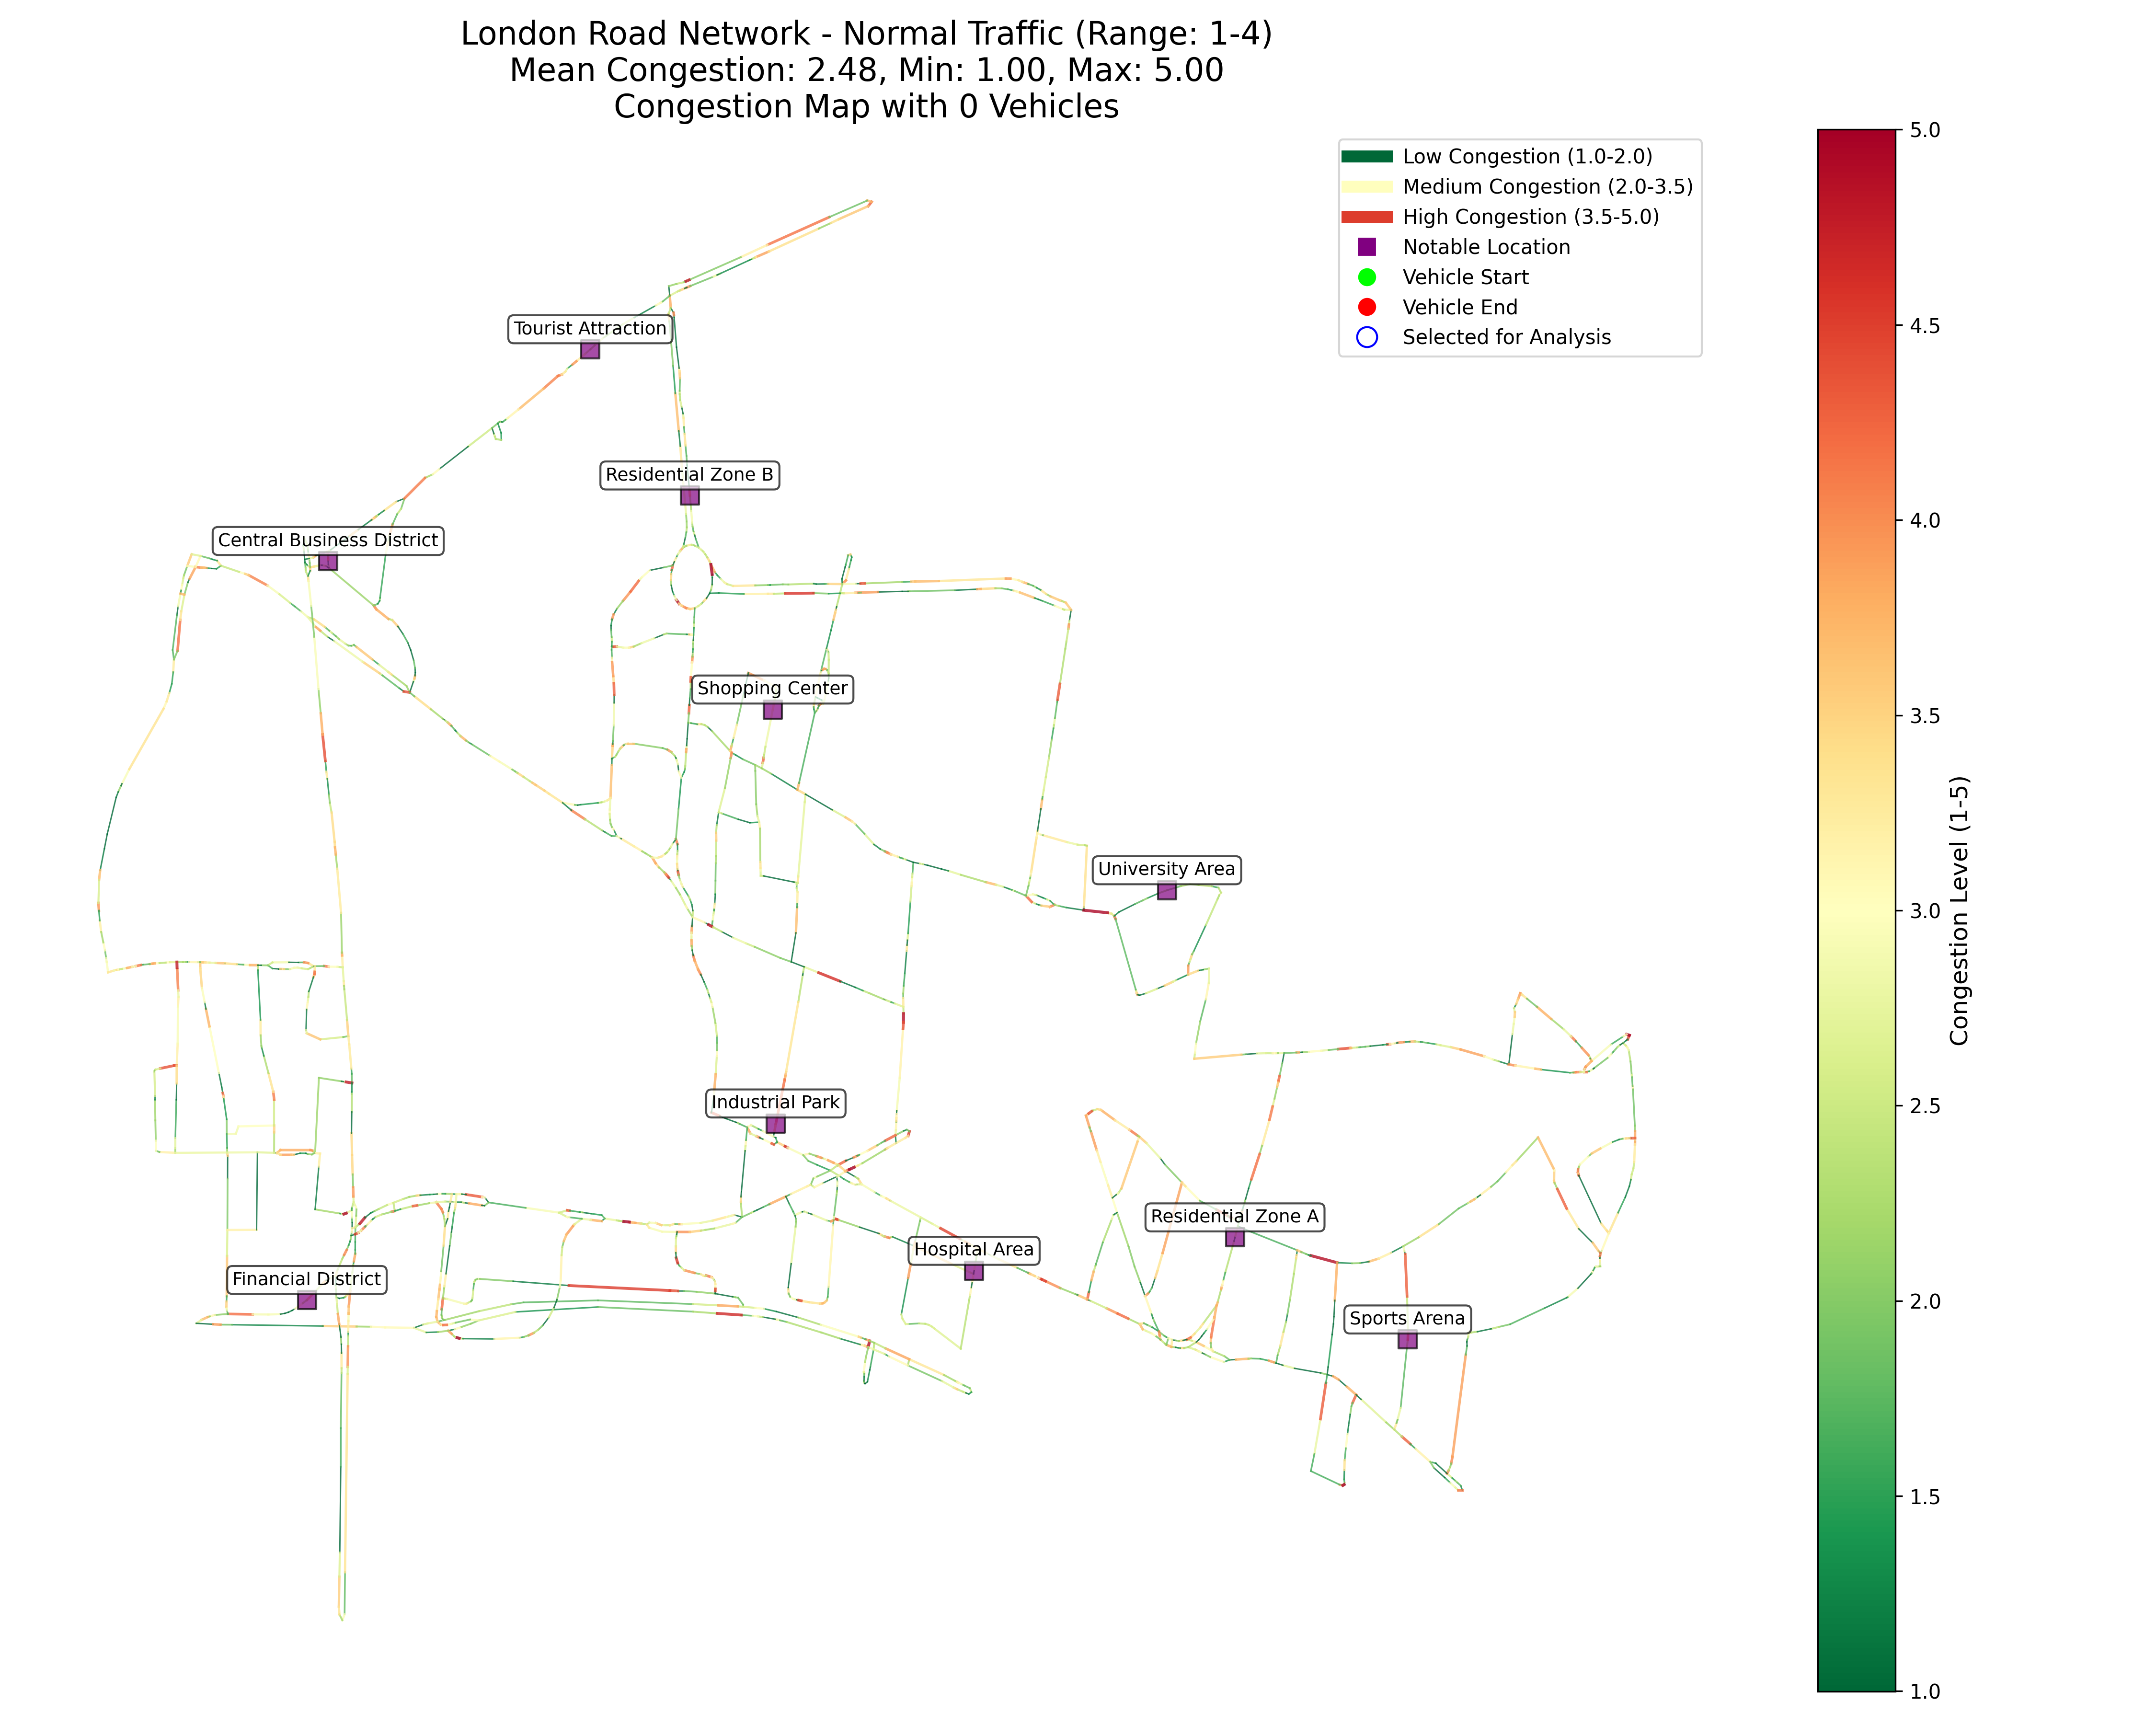 London Road Network - Normal Traffic (Range: 1-4)
Mean Congestion: 2.48, Min: 1.00, Max: 5.00
Congestion Map with 0 Vehicles
Low Congestion (1.0-2.0)
Medium Congestion (2.0-3.5)
High Congestion (3.5-5.0)
Notable Location
Vehicle Start
Vehicle End
Selected for Analysis
Tourist Attraction
Residential Zone B
Central Business District
Shopping Center
University Area
Industrial Park
Residential Zone A
Hospital Area
Financial District
Sports Arena
5.0
4.5
4.0
3.5
3.0
2.5
2.0
1.5
1.0
Congestion Level (1-5)